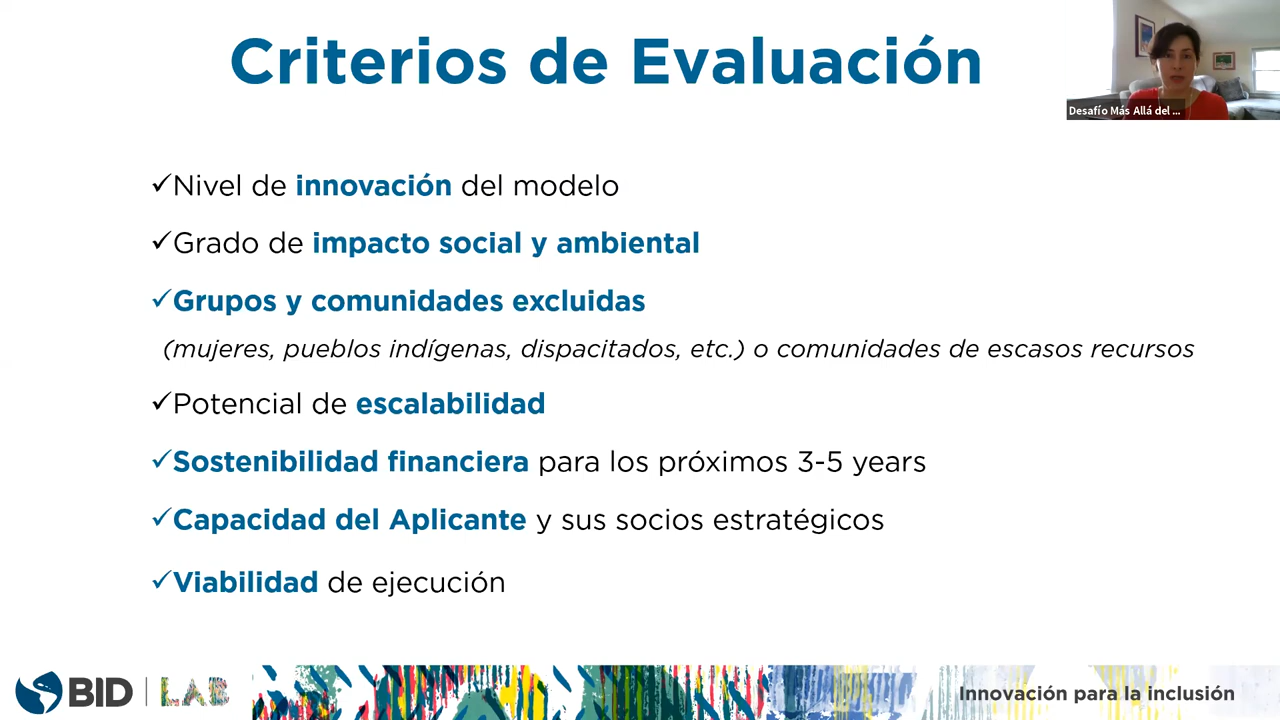 Criterios de Evaluación
Desafío Más Allá del ...
✓Nivel de innovación del modelo
✓Grado de impacto social y ambiental
✓Grupos y comunidades excluidas
(mujeres, pueblos indígenas, dispacitados, etc.) o comunidades de escasos recursos
✓Potencial de escalabilidad
✓Sostenibilidad financiera para los próximos 3-5 years
✓Capacidad del Aplicante y sus socios estratégicos
✓Viabilidad de ejecución
BID | LAB
Innovación para la inclusión